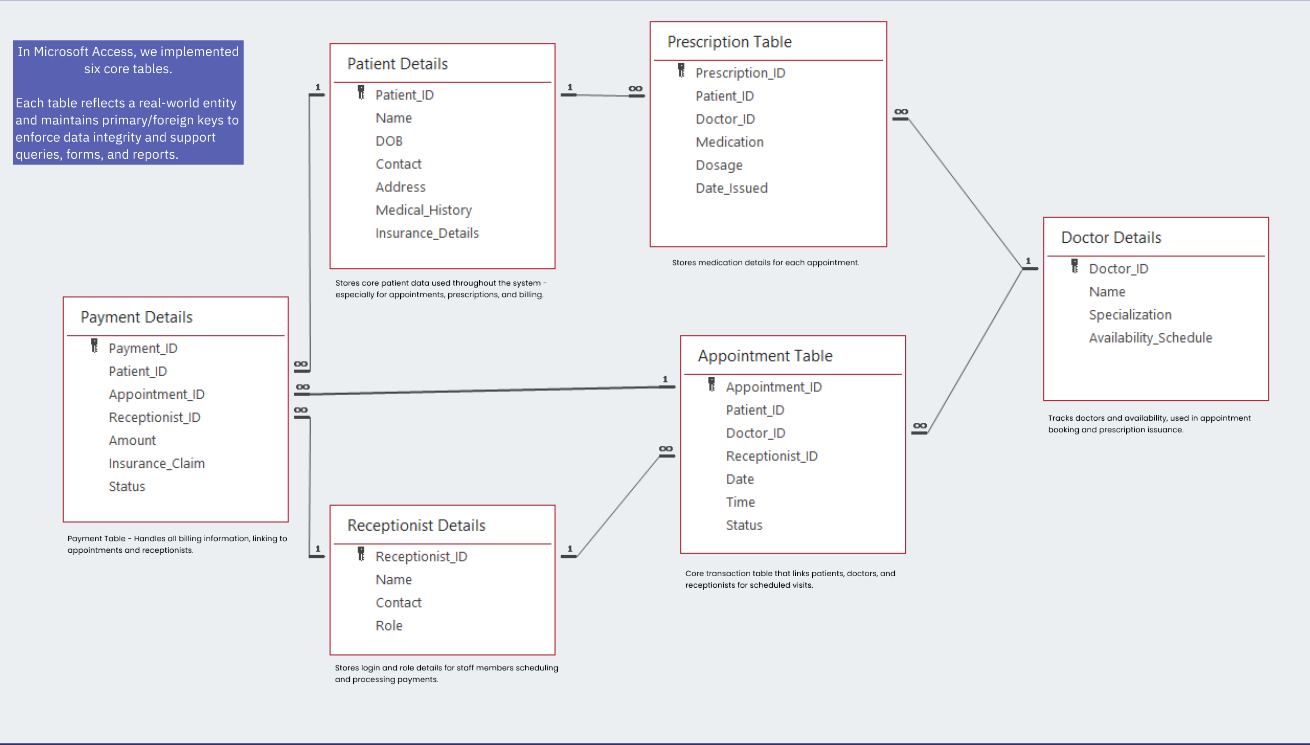 In Microsoft Access, we implemented
six core tables.
Each table reflects a real-world entity
and maintains primary/foreign keys to
enforce data integrity and support
queries, forms, and reports.
Patient Details
Patient_ID
Name
DOB
Contact
Address
Medical_History
Insurance_Details
Stores core patient data used throughout the system -
especially for appointments, prescriptions, and billing.
1
1
∞
Prescription Table
Prescription_ID
Patient_ID
Doctor_ID
Medication
Dosage
Date_Issued
Stores medication details for each appointment.
∞
1
Doctor Details
Doctor_ID
Name
Specialization
Availability_Schedule
Tracks doctors and availability, used in appointment
booking and prescription issuance.
Payment Details
Payment_ID
Patient_ID
Appointment_ID
Receptionist_ID
Amount
Insurance_Claim
Status
Payment Table - Handles all billing information, linking to
appointments and receptionists.
∞
∞
∞
1
Appointment Table
Appointment_ID
Patient_ID
Doctor_ID
Receptionist_ID
Date
Time
Status
Core transaction table that links patients, doctors, and
receptionists for scheduled visits.
∞
∞
Receptionist Details
Receptionist_ID
Name
Contact
Role
Stores login and role details for staff members scheduling
and processing payments.
1
1